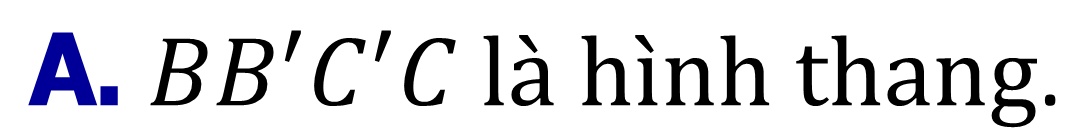 A. BB′C′C là hình thang.